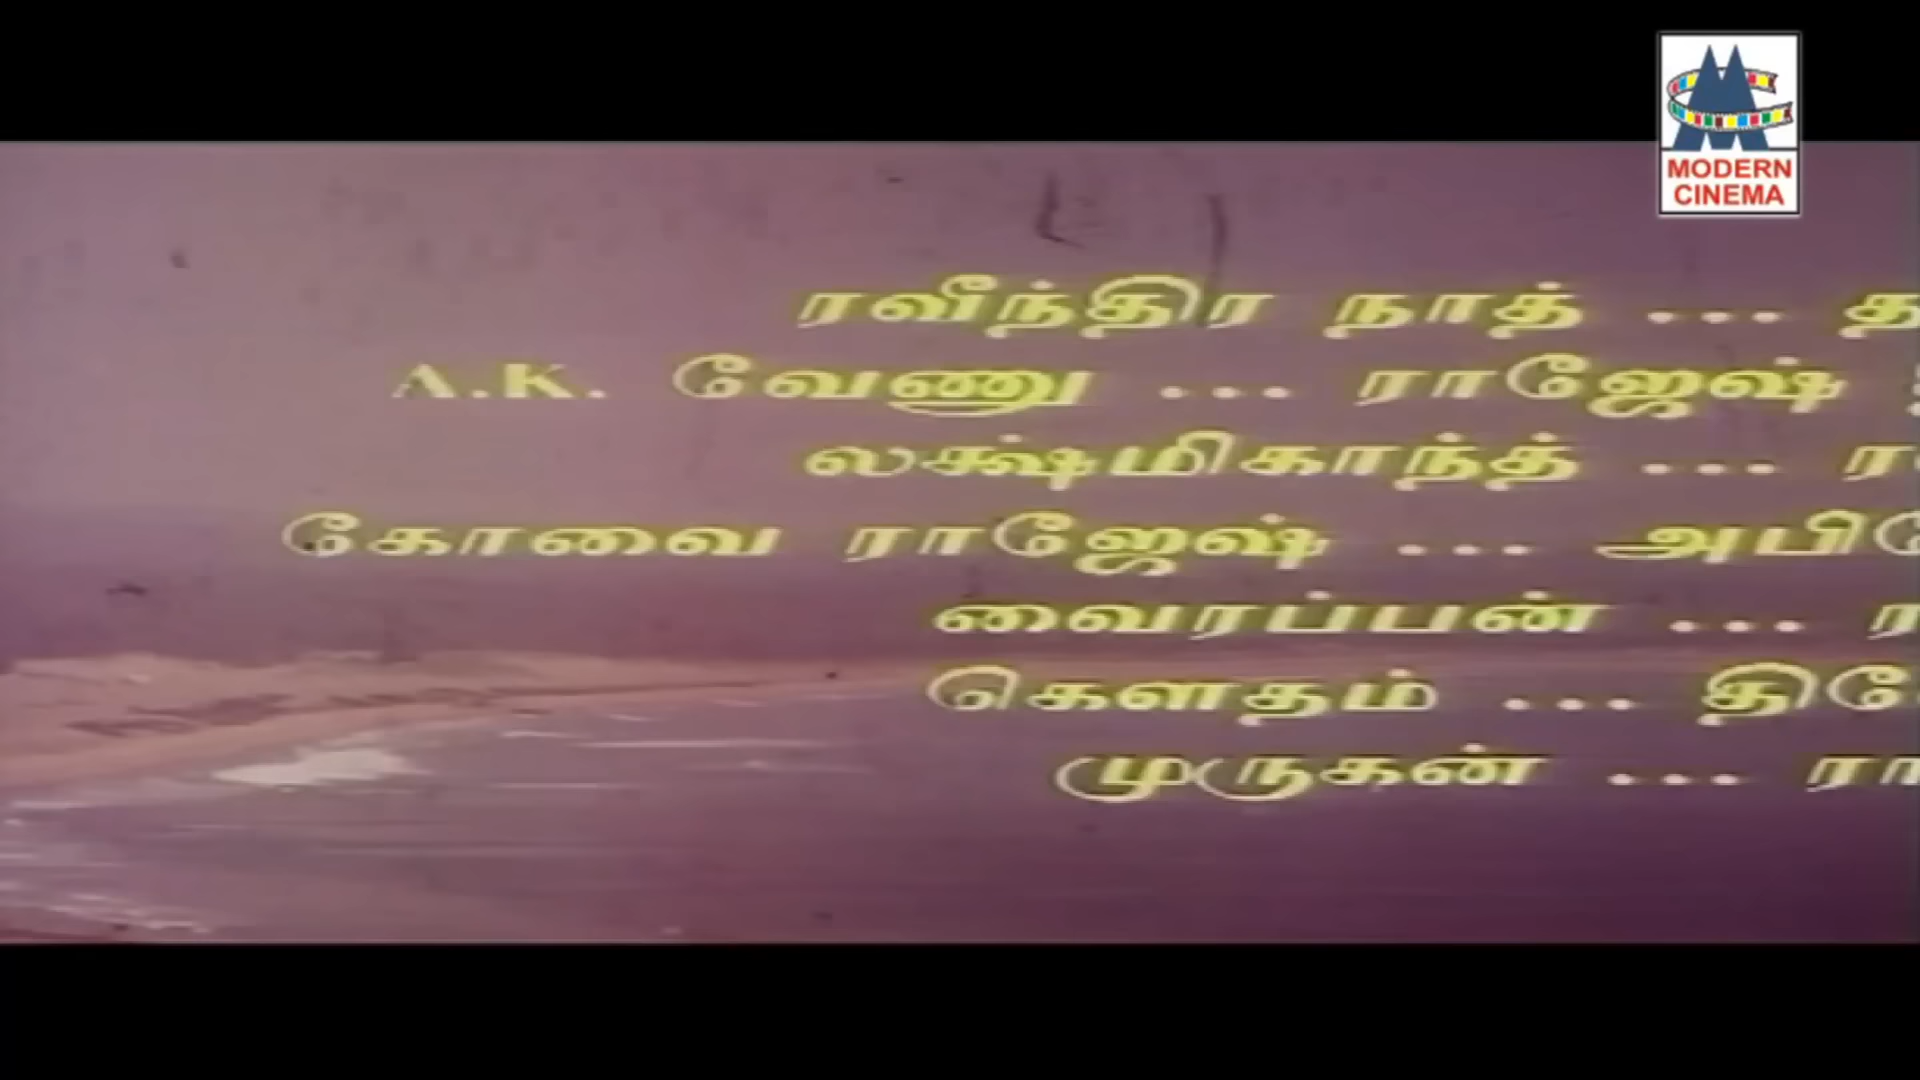 MODERN
CINEMA
ரவீந்திர நாத் ...
A.K. வேணு ... ராஜேஷ்
லக்ஷ்மிகாந்த் ...
கோவை ராஜேஷ் ...
வைரப்பன் ...
கௌதம் ...
முருகன் ...